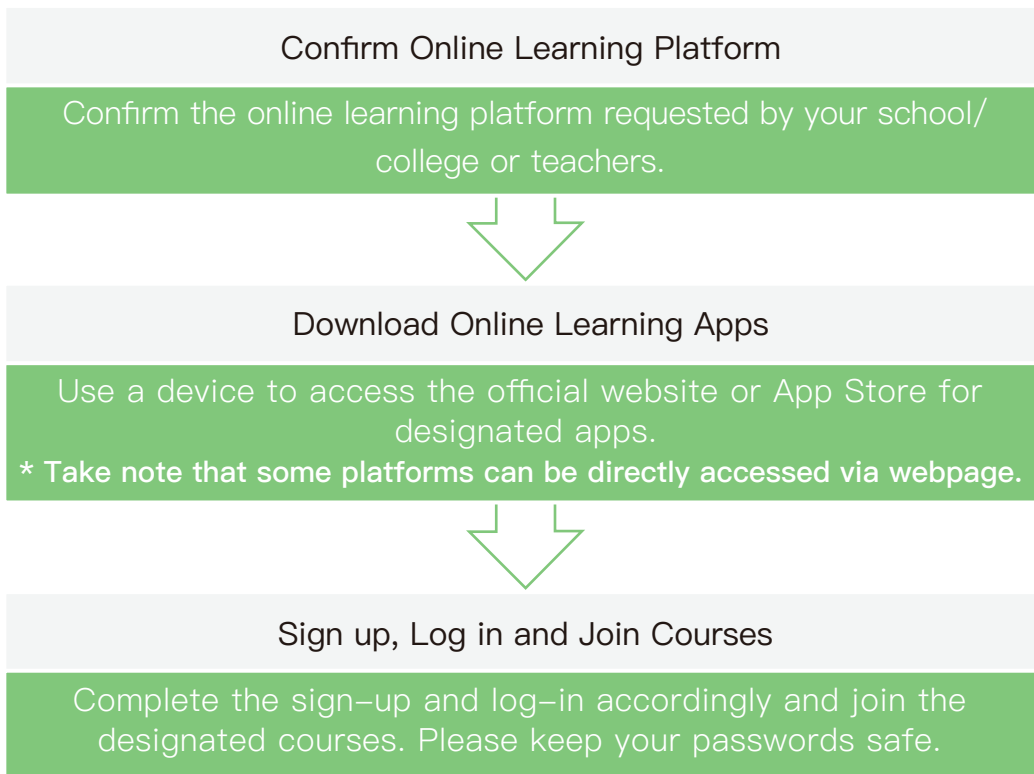 Confirm Online Learning Platform
Confirm the online learning platform requested by your school/
college or teachers.
Download Online Learning Apps
Use a device to access the official website or App Store for
designated apps.
* Take note that some platforms can be directly accessed via webpage.
Sign up, Log in and Join Courses
Complete the sign–up and log–in accordingly and join the
designated courses. Please keep your passwords safe.